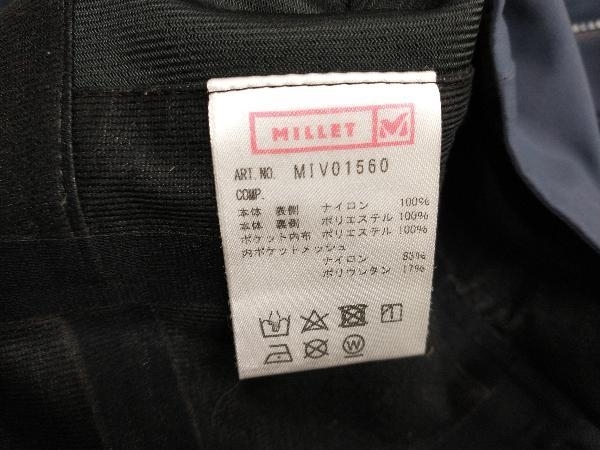 MILLET
ART.NO. MIV01560
COMP.
本体 表側 ナイロン 100%
本体 裏側 ポリエステル 100%
ポケット内布 ポリエステル 100%
内ポケットメッシュ
ナイロン 83%
ポリウレタン 17%
W